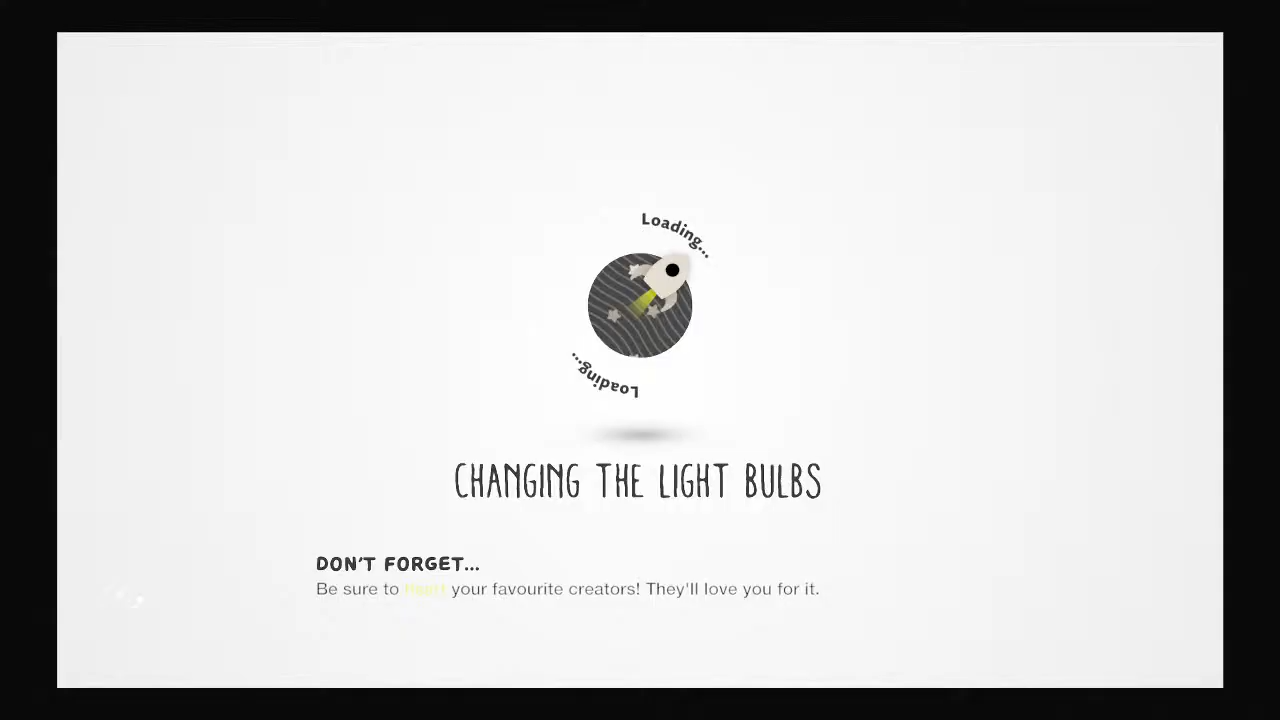 Loading...
Loading...
CHANGING THE LIGHT BULBS
DON'T FORGET...
Be sure to heart your favourite creators! They'll love you for it.